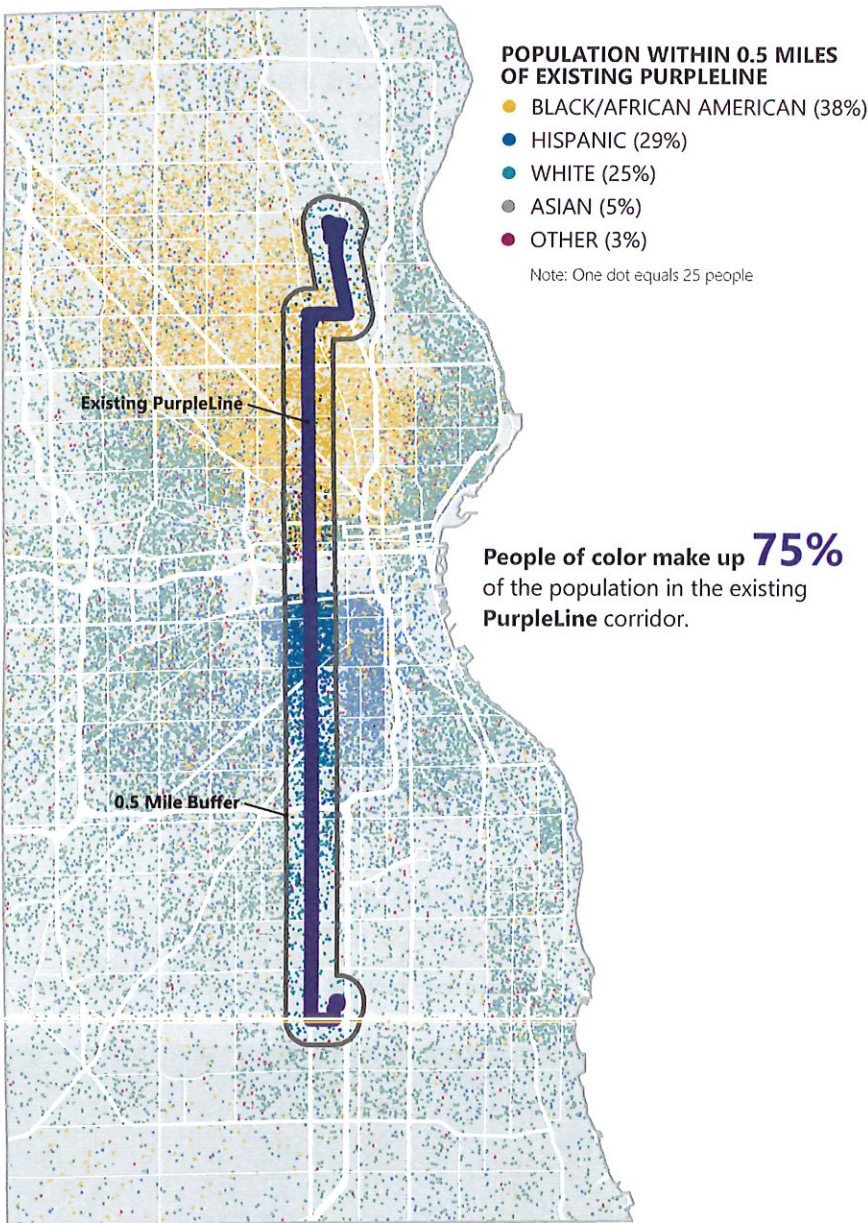 POPULATION WITHIN 0.5 MILES
OF EXISTING PURPLELINE
BLACK/AFRICAN AMERICAN (38%)
HISPANIC (29%)
WHITE (25%)
ASIAN (5%)
OTHER (3%)
Note: One dot equals 25 people
Existing PurpleLine
People of color make up 75%
of the population in the existing
PurpleLine corridor.
0.5 Mile Buffer